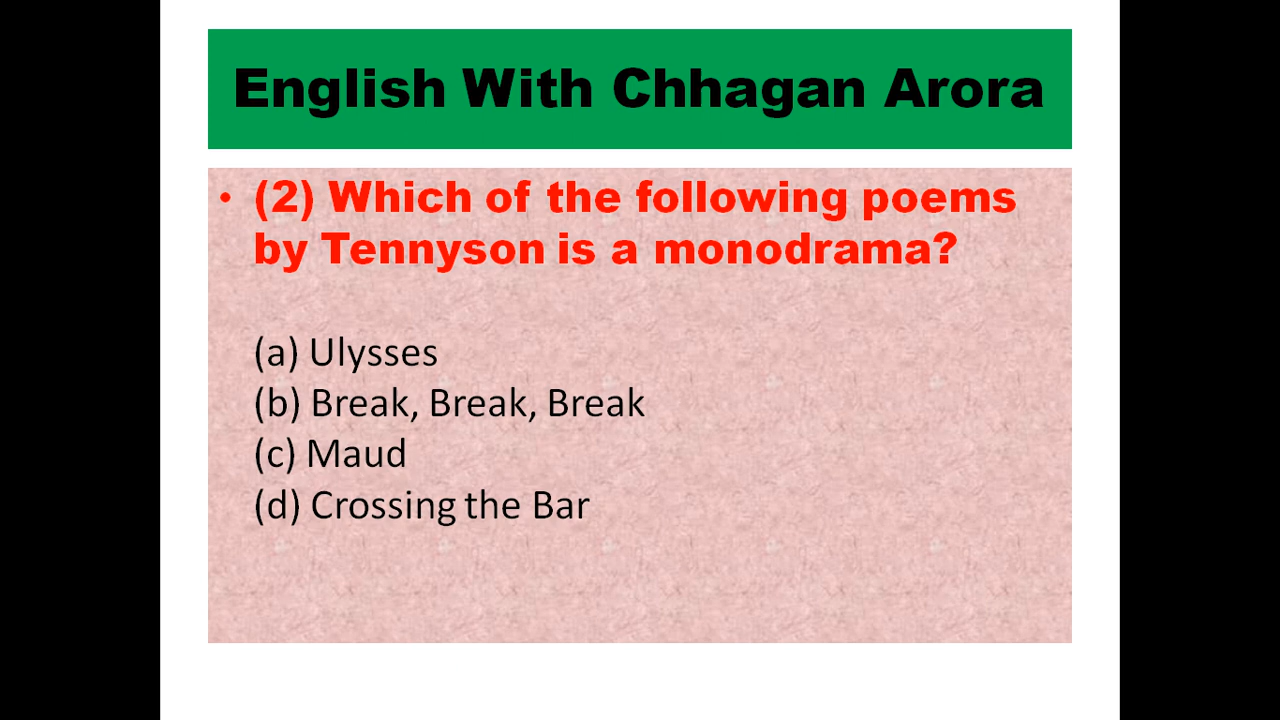 English With Chhagan Arora
• (2) Which of the following poems
by Tennyson is a monodrama?
(a) Ulysses
(b) Break, Break, Break
(c) Maud
(d) Crossing the Bar